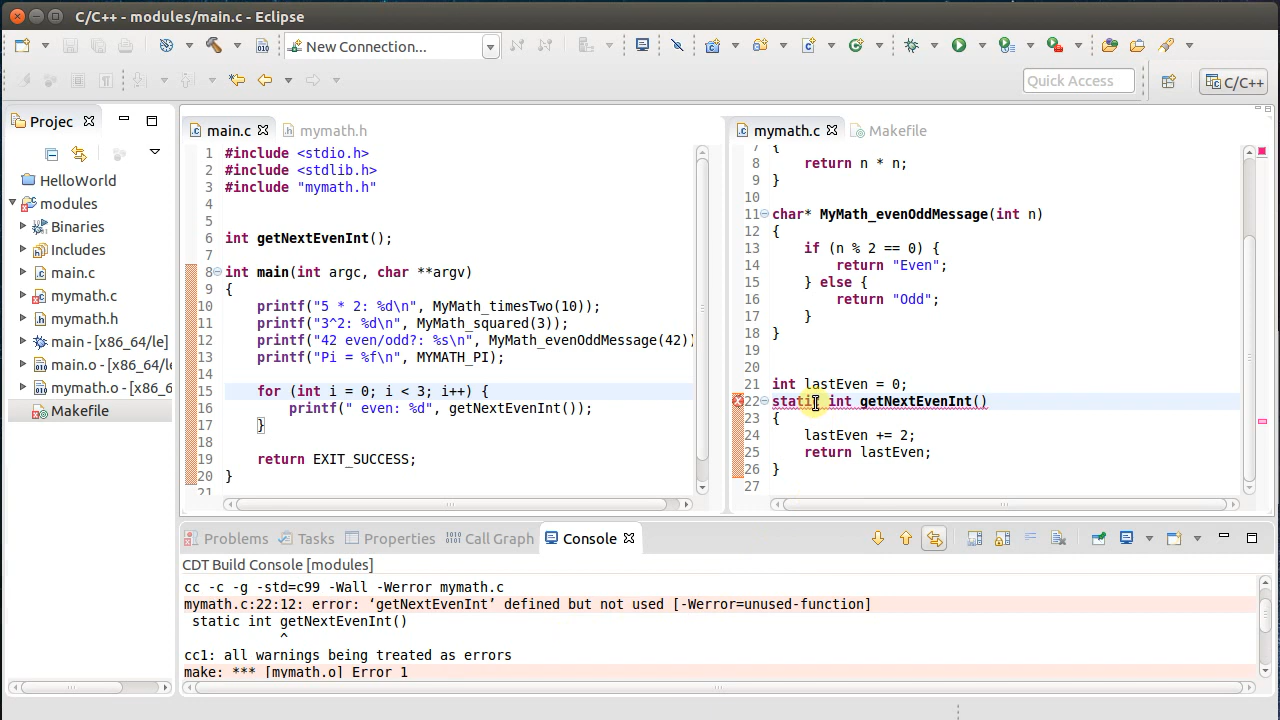 C/C++ - modules/main.c - Eclipse
New Connection...
Quick Access
C/C++
Projec
HelloWorld
modules
Binaries
Includes
main.c
mymath.c
mymath.h
main - [x86_64/le]
main.o - [x86_64/le
mymath.o - [x86_64
Makefile
main.c
mymath.h
1 #include <stdio.h>
2 #include <stdlib.h>
3 #include "mymath.h"
4
5
6 int getNextEvenInt();
7
8 int main(int argc, char **argv)
9 {
10 printf("5 * 2: %d\n", MyMath_timesTwo(10));
11 printf("3^2: %d\n", MyMath_squared(3));
12 printf("42 even/odd?: %s\n", MyMath_evenOddMessage(42))
13 printf("Pi = %f\n", MYMATH_PI);
14
15 for (int i = 0; i < 3; i++) {
16 printf(" even: %d", getNextEvenInt());
17 }
18
19 return EXIT_SUCCESS;
20 }
21
mymath.c
Makefile
7 {
8 return n * n;
9 }
10
11 char* MyMath_evenOddMessage(int n)
12 {
13 if (n % 2 == 0) {
14 return "Even";
15 } else {
16 return "Odd";
17 }
18 }
19
20
21 int lastEven = 0;
22 static int getNextEvenInt()
23 {
24 lastEven += 2;
25 return lastEven;
26 }
27
Problems
Tasks
Properties
Call Graph
Console
CDT Build Console [modules]
cc -c -g -std=c99 -Wall -Werror mymath.c
mymath.c:22:12: error: ‘getNextEvenInt’ defined but not used [-Werror=unused-function]
static int getNextEvenInt()
^
cc1: all warnings being treated as errors
make: *** [mymath.o] Error 1